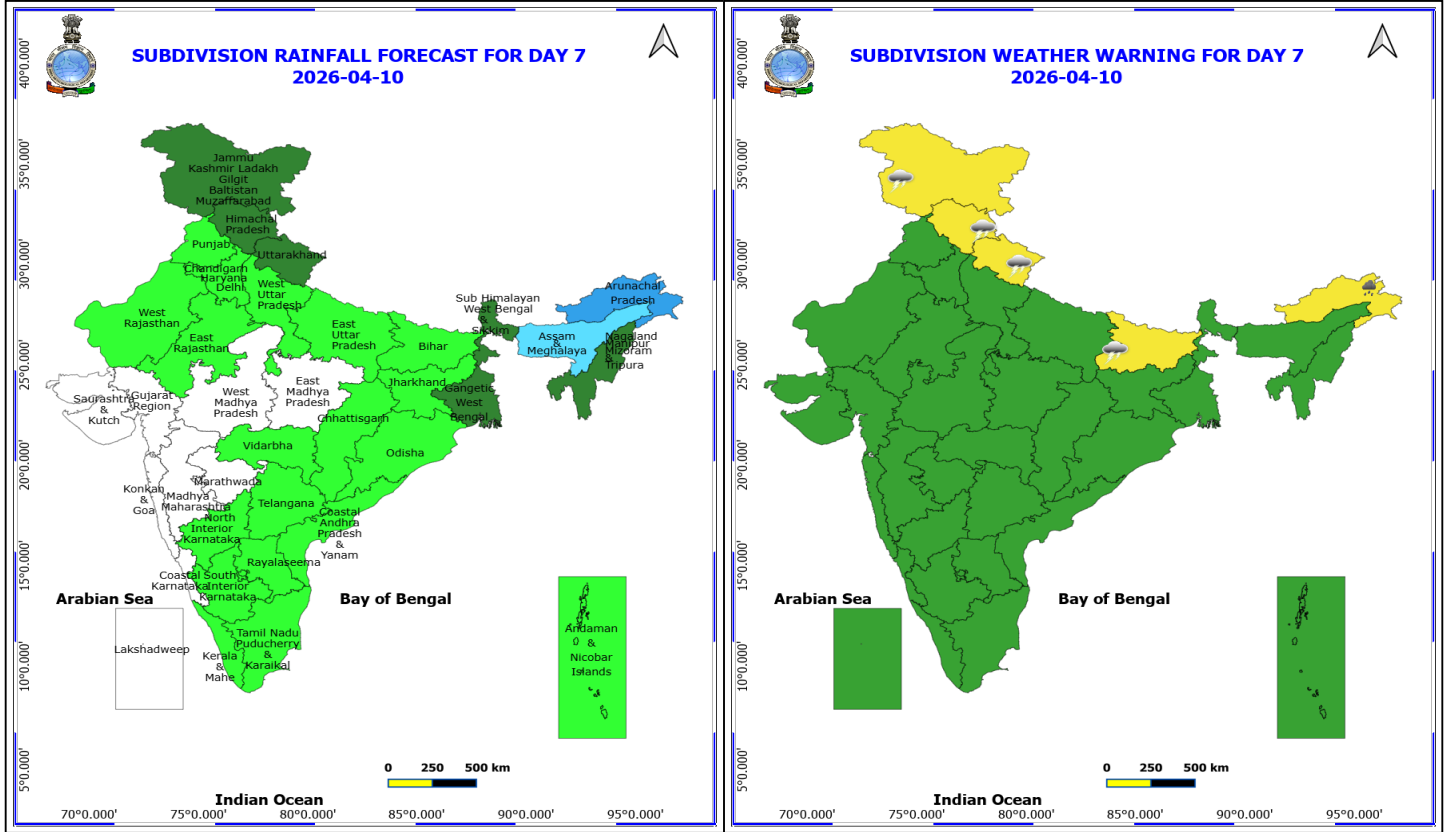 SUBDIVISION RAINFALL FORECAST FOR DAY 7
2026-04-10
40°0.000'
35°0.000'
30°0.000'
25°0.000'
20°0.000'
15°0.000'
10°0.000'
5°0.000'
Jammu
Kashmir Ladakh
Gilgit
Baltistan
Muzaffarabad
Himachal
Pradesh
Punjab
Uttarakhand
Chandigarh
Haryana
Delhi
West
Uttar
Pradesh
West
Rajasthan
East
Rajasthan
East
Uttar
Pradesh
Bihar
Sub Himalayan
West Bengal
&
Sikkim
Arunachal
Pradesh
Assam
&
Meghalaya
Nagaland
Manipur
Mizoram
&
Tripura
Saurashtra
&
Kutch
Gujarat
Region
West
Madhya
Pradesh
East
Madhya
Pradesh
Jharkhand
Gangetic
West
Bengal
Chhattisgarh
Vidarbha
Odisha
Konkan
&
Goa
Madhya
Maharashtra
Marathwada
Telangana
North
Interior
Karnataka
Coastal
Andhra
Pradesh
&
Yanam
Rayalaseema
Coastal
Karnataka
South
Interior
Karnataka
Arabian Sea
Bay of Bengal
Lakshadweep
Kerala
&
Mahe
Tamil Nadu
Puducherry
&
Karaikal
Andaman
&
Nicobar
Islands
0 250 500 km
Indian Ocean
70°0.000' 75°0.000' 80°0.000' 85°0.000' 90°0.000' 95°0.000'
SUBDIVISION WEATHER WARNING FOR DAY 7
2026-04-10
40°0.000'
35°0.000'
30°0.000'
25°0.000'
20°0.000'
15°0.000'
10°0.000'
5°0.000'
Arabian Sea
Bay of Bengal
0 250 500 km
Indian Ocean
70°0.000' 75°0.000' 80°0.000' 85°0.000' 90°0.000' 95°0.000'